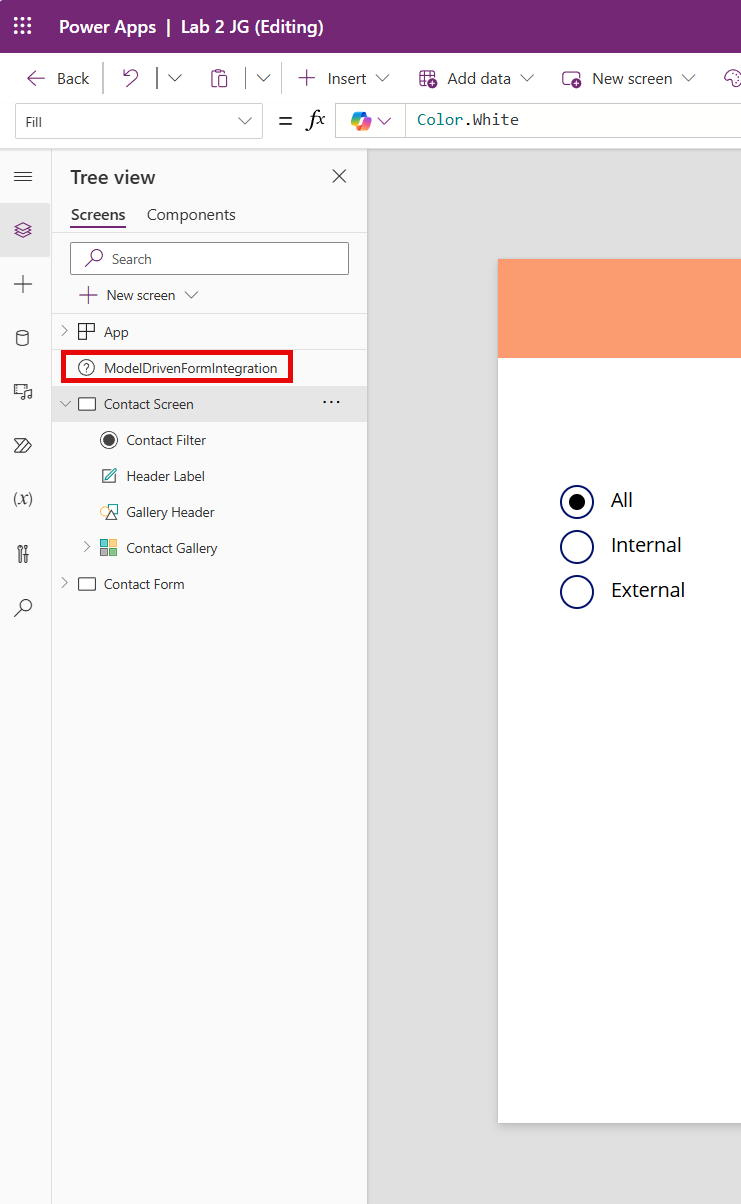 Power Apps | Lab 2 JG (Editing)
Back Insert Add data New screen
Fill = fx Color.White
Tree view
Screens Components
Search
New screen
App
ModelDrivenFormIntegration
Contact Screen ...
Contact Filter
Header Label
Gallery Header
Contact Gallery
Contact Form
(x)
All
Internal
External